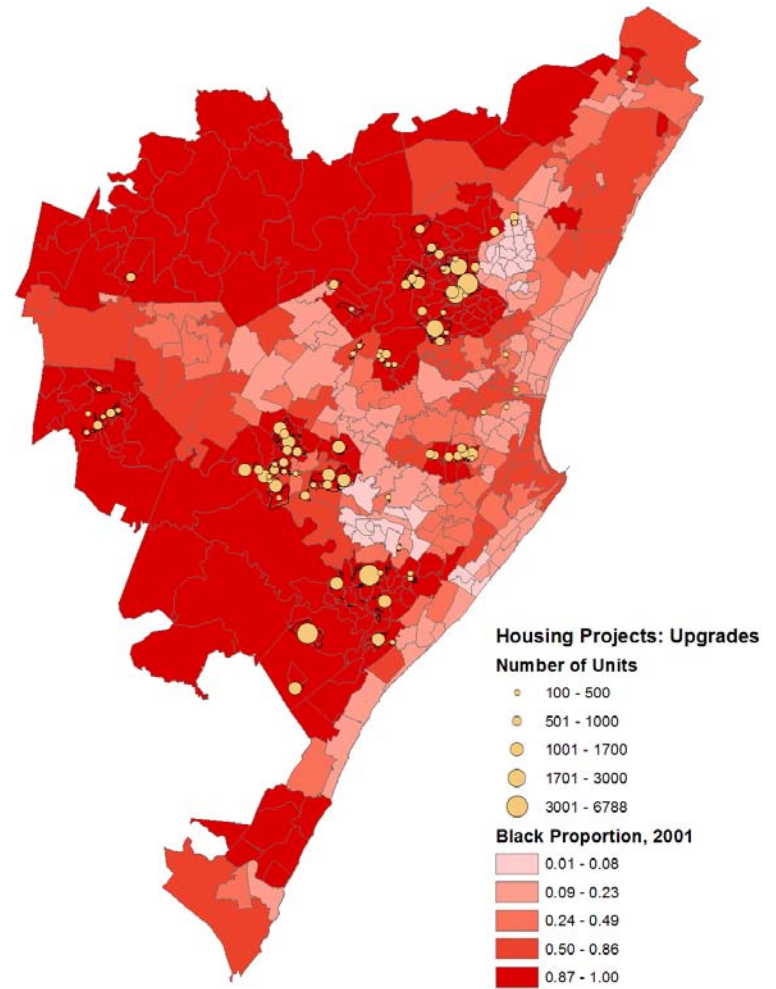 Housing Projects: Upgrades
Number of Units
100 - 500
501 - 1000
1001 - 1700
1701 - 3000
3001 - 6788
Black Proportion, 2001
0.01 - 0.08
0.09 - 0.23
0.24 - 0.49
0.50 - 0.86
0.87 - 1.00